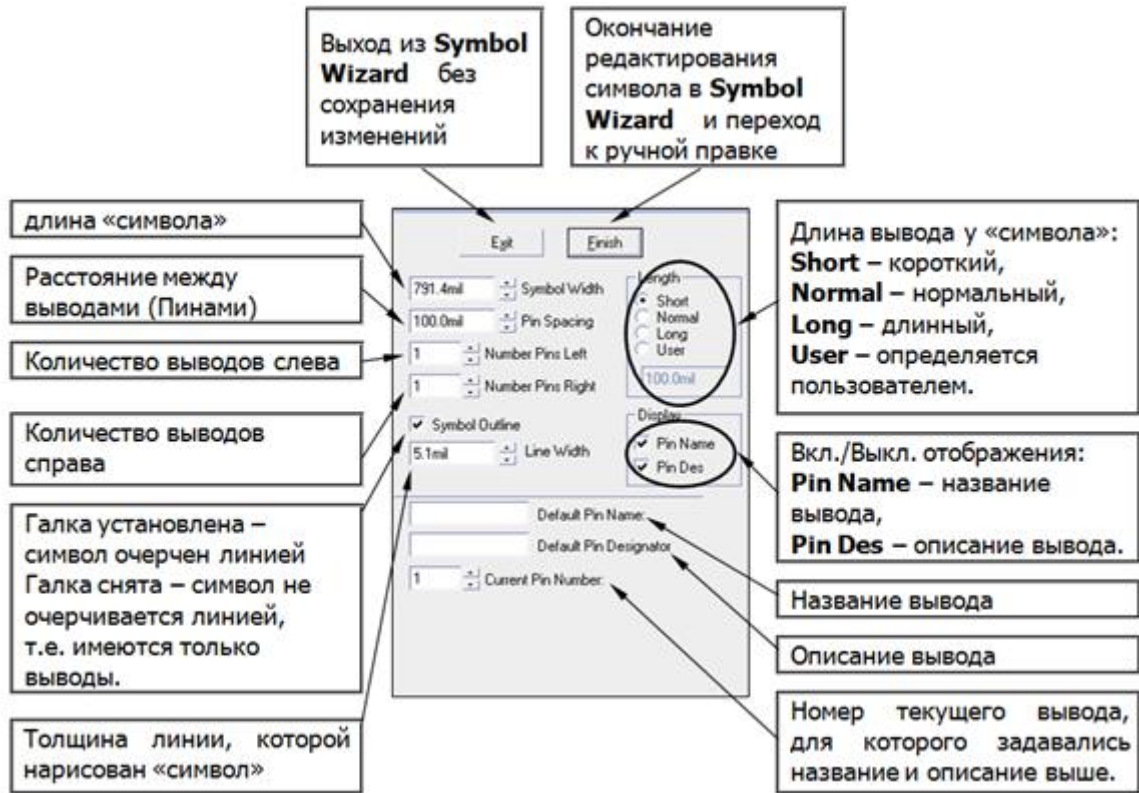 Выход из Symbol
Wizard без
сохранения
изменений
Окончание
редактирования
символа в Symbol
Wizard и переход
к ручной правке
длина «символа»
Расстояние между
выводами (Пинами)
Количество выводов слева
Количество выводов
справа
Галка установлена –
символ очерчен линией
Галка снята – символ не
очерчивается линией,
т.е. имеются только
выводы.
Толщина линии, которой
нарисован «символ»
Exit
Finish
791.4mil Symbol Width
100.0mil Pin Spacing
1 Number Pins Left
1 Number Pins Right
Symbol Outline
5.1mil Line Width
Length
Short
Normal
Long
User
100.0mil
Display
Pin Name
Pin Des
Default Pin Name:
Default Pin Designator
1 Current Pin Number:
Длина вывода у «символа»:
Short – короткий,
Normal – нормальный,
Long – длинный,
User – определяется
пользователем.
Вкл./Выкл. отображения:
Pin Name – название
вывода,
Pin Des – описание вывода.
Название вывода
Описание вывода
Номер текущего вывода,
для которого задавались
название и описание выше.